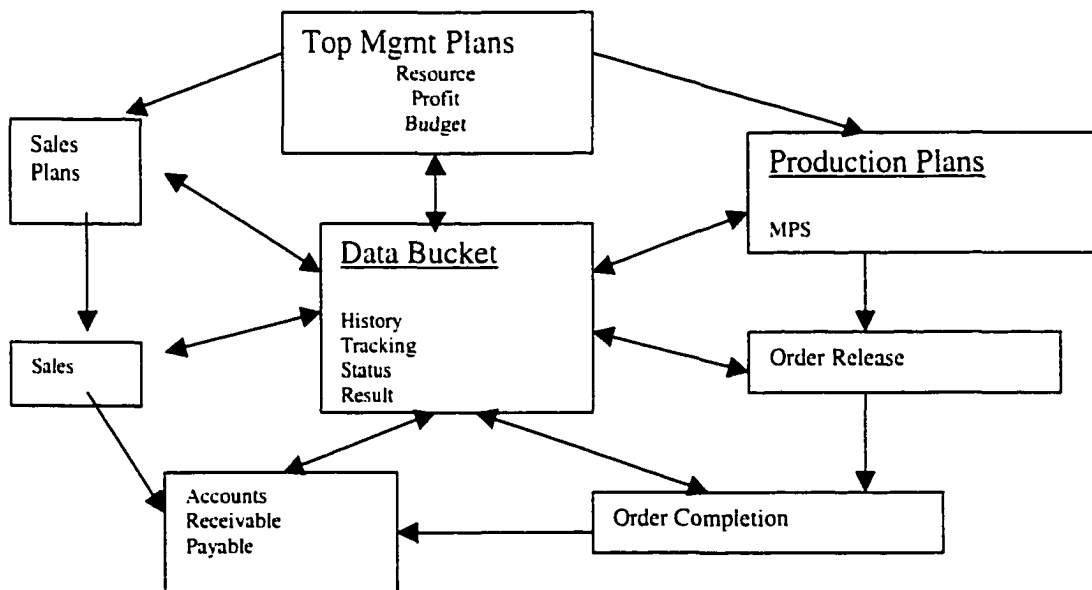 Top Mgmt Plans
Resource
Profit
Budget
Sales
Plans
Production Plans
MPS
Data Bucket
History
Tracking
Status
Result
Sales
Order Release
Accounts
Receivable
Payable
Order Completion